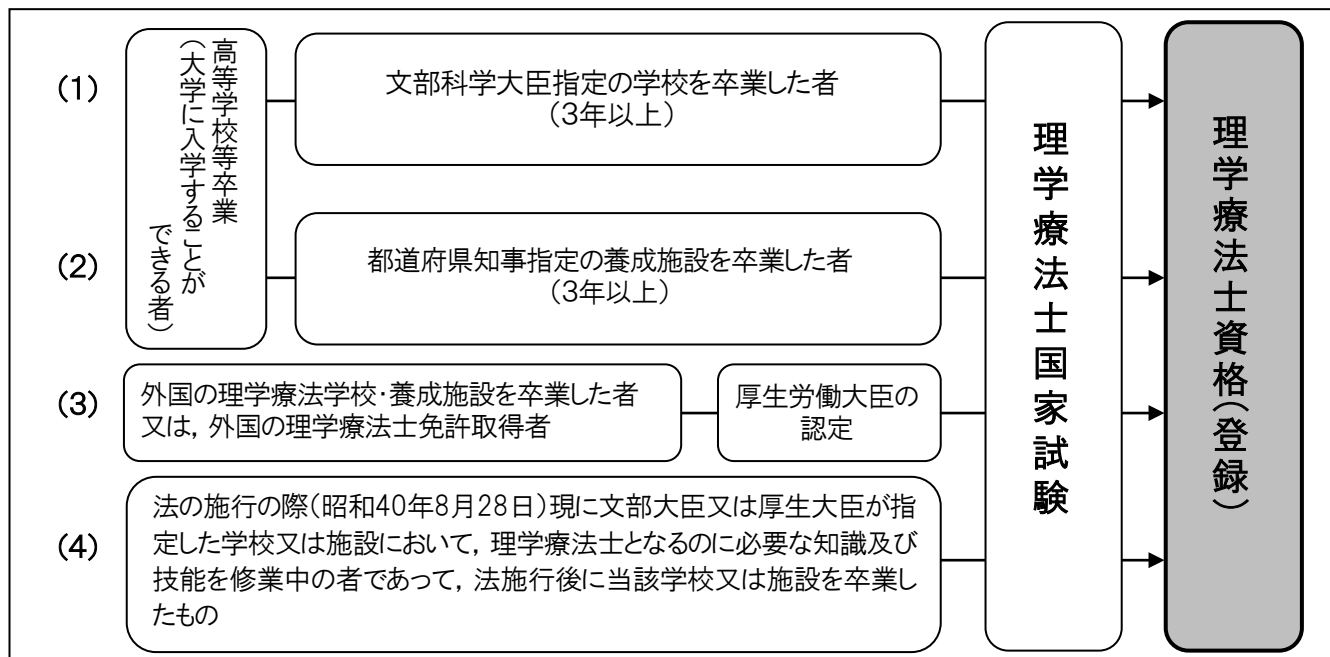 (1)
高等学校等卒業
(大学に入学することが
できる者)
文部科学大臣指定の学校を卒業した者
(3年以上)
(2)
都道府県知事指定の養成施設を卒業した者
(3年以上)
(3)
外国の理学療法学校・養成施設を卒業した者
又は，外国の理学療法士免許取得者
厚生労働大臣の
認定
(4)
法の施行の際(昭和40年8月28日)現に文部大臣又は厚生大臣が指
定した学校又は施設において，理学療法士となるのに必要な知識及び
技能を修業中の者であって，法施行後に当該学校又は施設を卒業し
たもの
理学療法士国家試験
理学療法士資格(登録)